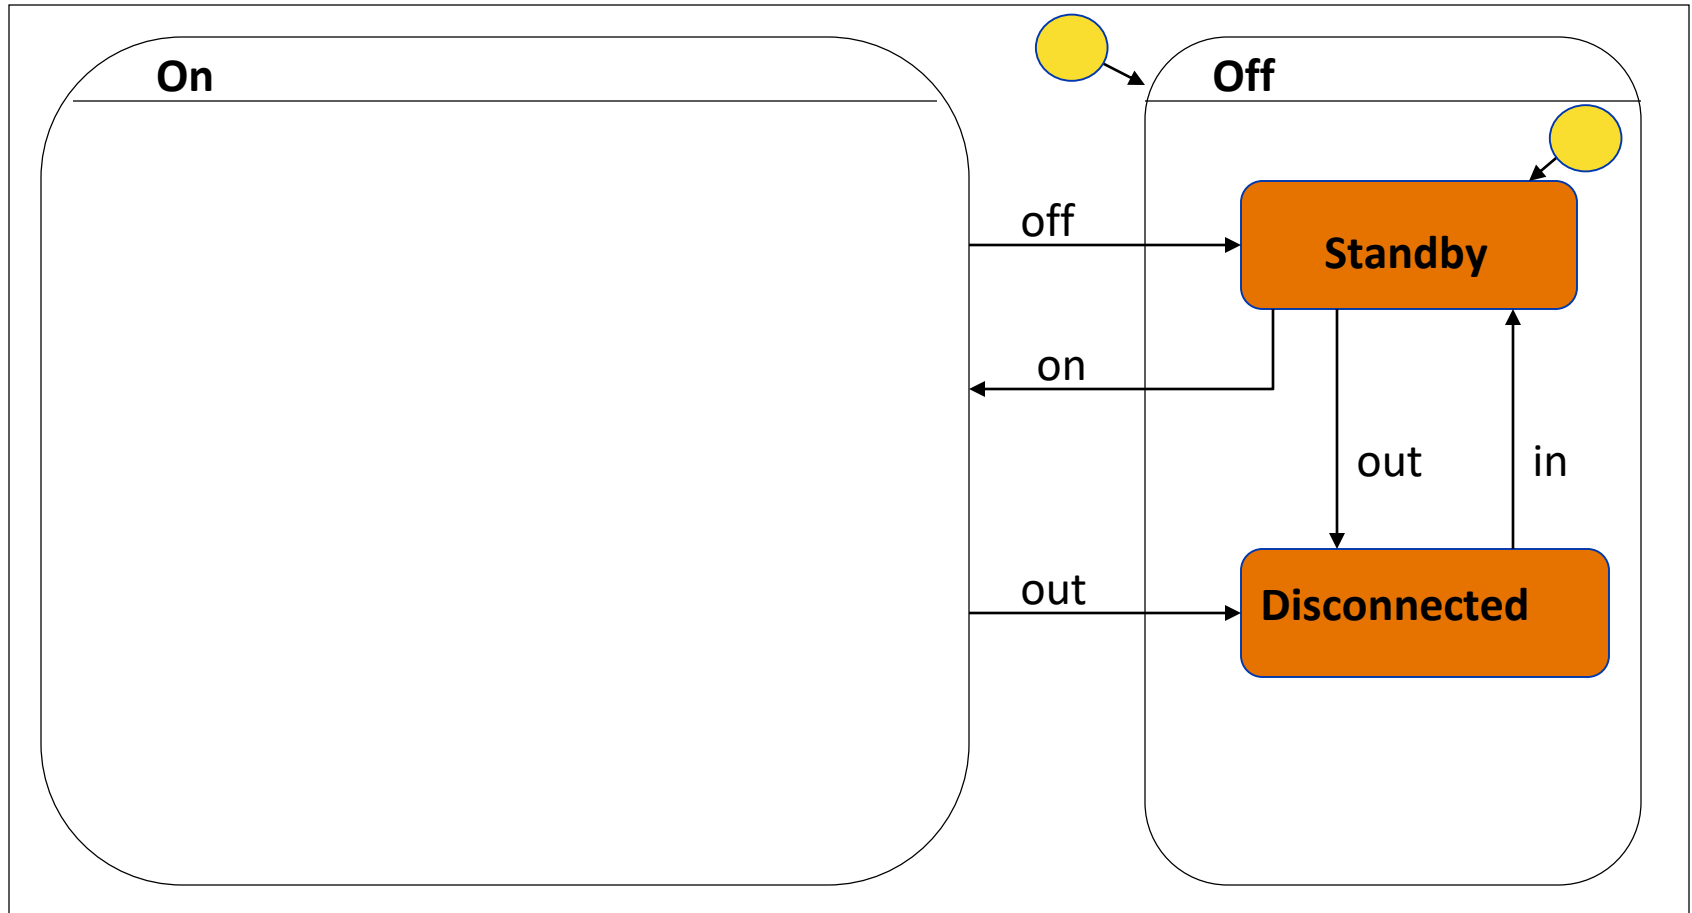 On
Off
off
Standby
on
out
in
out
Disconnected